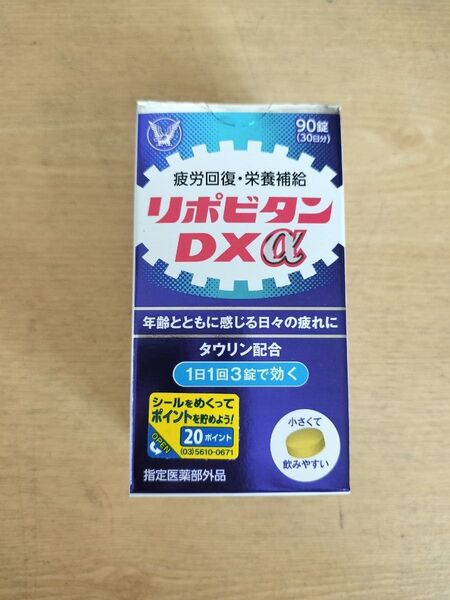 90錠
(30日分)
疲労回復・栄養補給
リポビタン
DXα
年齢とともに感じる日々の疲れに
タウリン配合
1日1回3錠で効く
シールをめくって
ポイントを貯めよう!
OPEN
20ポイント
(03)5610-0671
小さくて
飲みやすい
指定医薬部外品